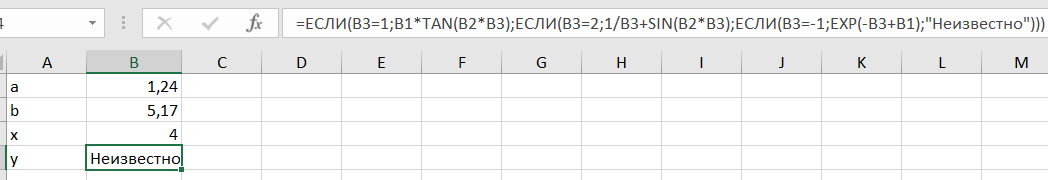 4
fx
=ЕСЛИ(B3=1;B1*TAN(B2*B3);ЕСЛИ(B3=2;1/B3+SIN(B2*B3);ЕСЛИ(B3=-1;EXP(-B3+B1);"Неизвестно")))
A B C D E F G H I J K L M
a 1,24
b 5,17
x 4
y Неизвестно